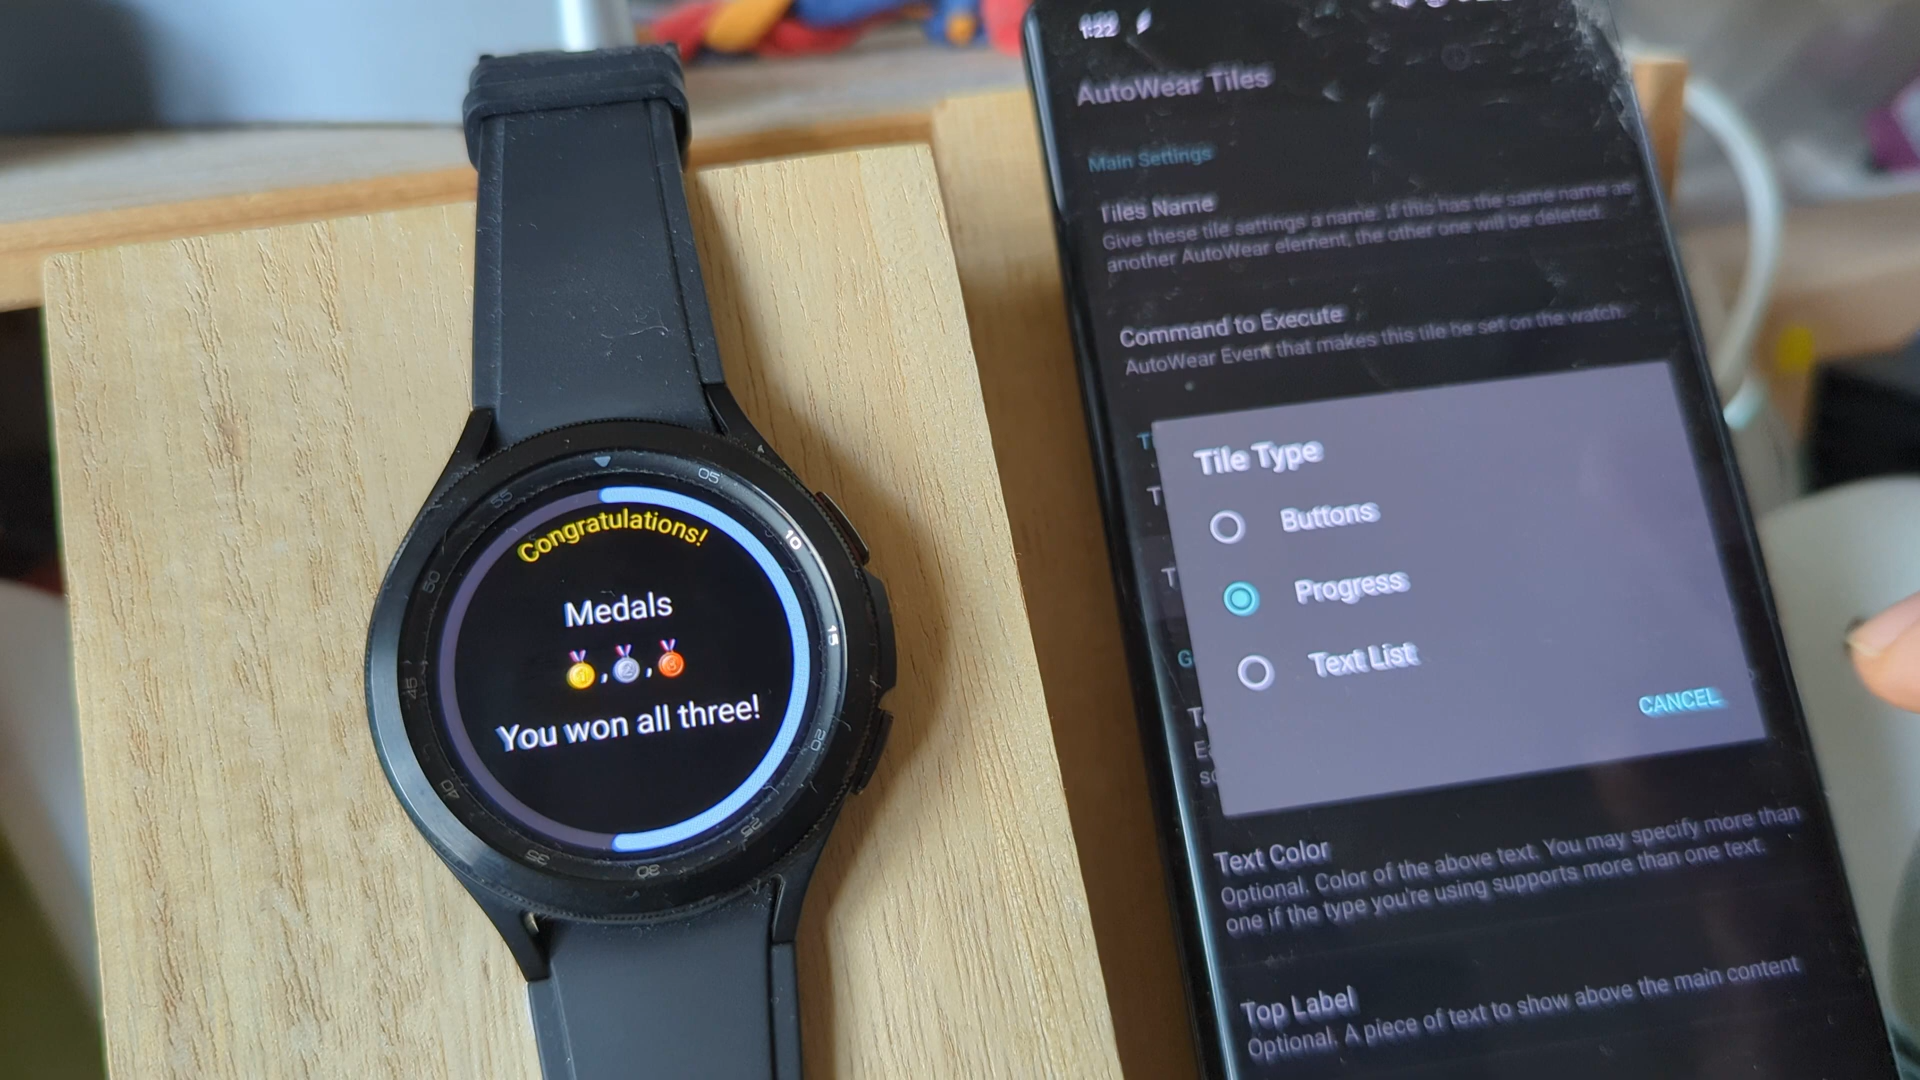 05
10
15
20
25
30
35
40
45
50
55
Congratulations!
Medals
🥇,🥈,🥉
You won all three!
1:22
AutoWear Tiles
Main Settings
Tiles Name
Give these tile settings a name. If this has the same name as
another AutoWear element, the other one will be deleted.
Command to Execute
AutoWear Event that makes this tile be set on the watch.
Tile Type
Buttons
Progress
Text List
CANCEL
Text Color
Optional. Color of the above text. You may specify more than
one if the type you're using supports more than one text.
Top Label
Optional. A piece of text to show above the main content